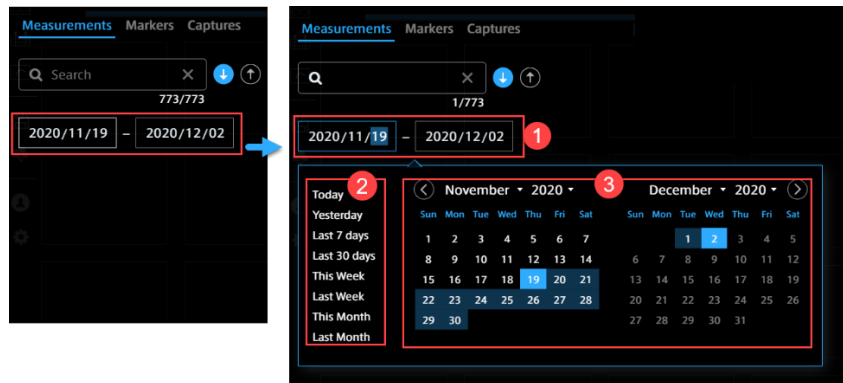 Measurements Markers Captures
Search
773/773
2020/11/19 – 2020/12/02
Measurements Markers Captures
1/773
2020/11/19 – 2020/12/02
1
2
3
Today
Yesterday
Last 7 days
Last 30 days
This Week
Last Week
This Month
Last Month
November 2020
Sun Mon Tue Wed Thu Fri Sat
1 2 3 4 5 6 7
8 9 10 11 12 13 14
15 16 17 18 19 20 21
22 23 24 25 26 27 28
29 30
December 2020
Sun Mon Tue Wed Thu Fri Sat
1 2 3 4 5
6 7 8 9 10 11 12
13 14 15 16 17 18 19
20 21 22 23 24 25 26
27 28 29 30 31